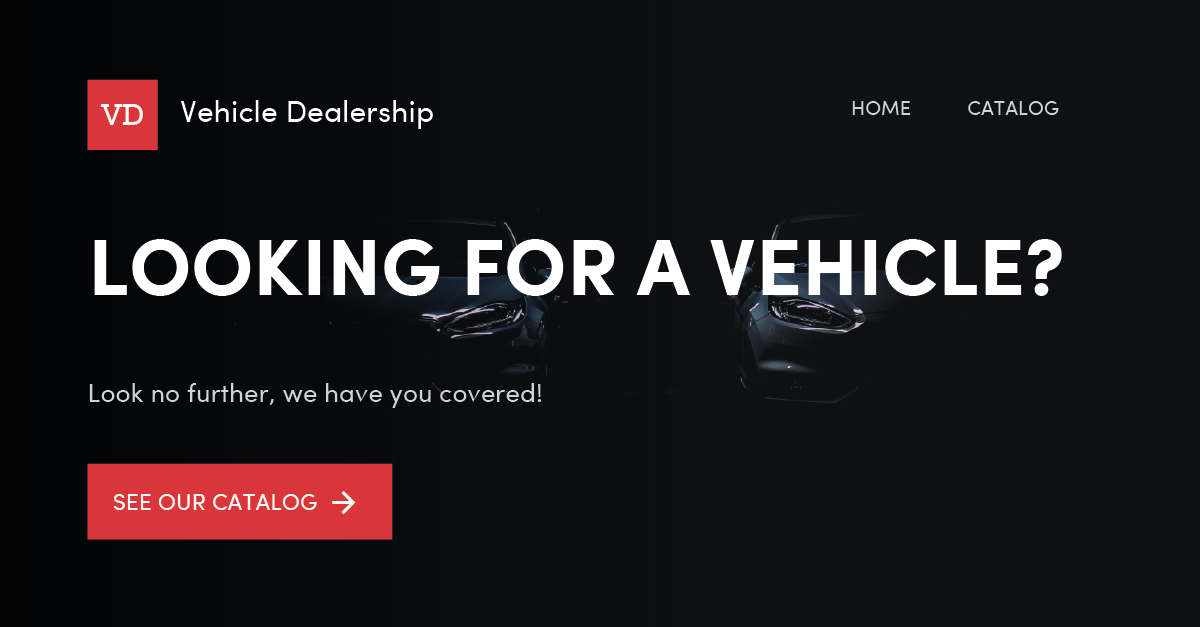 VD
Vehicle Dealership
HOME
CATALOG
LOOKING FOR A VEHICLE?
Look no further, we have you covered!
SEE OUR CATALOG